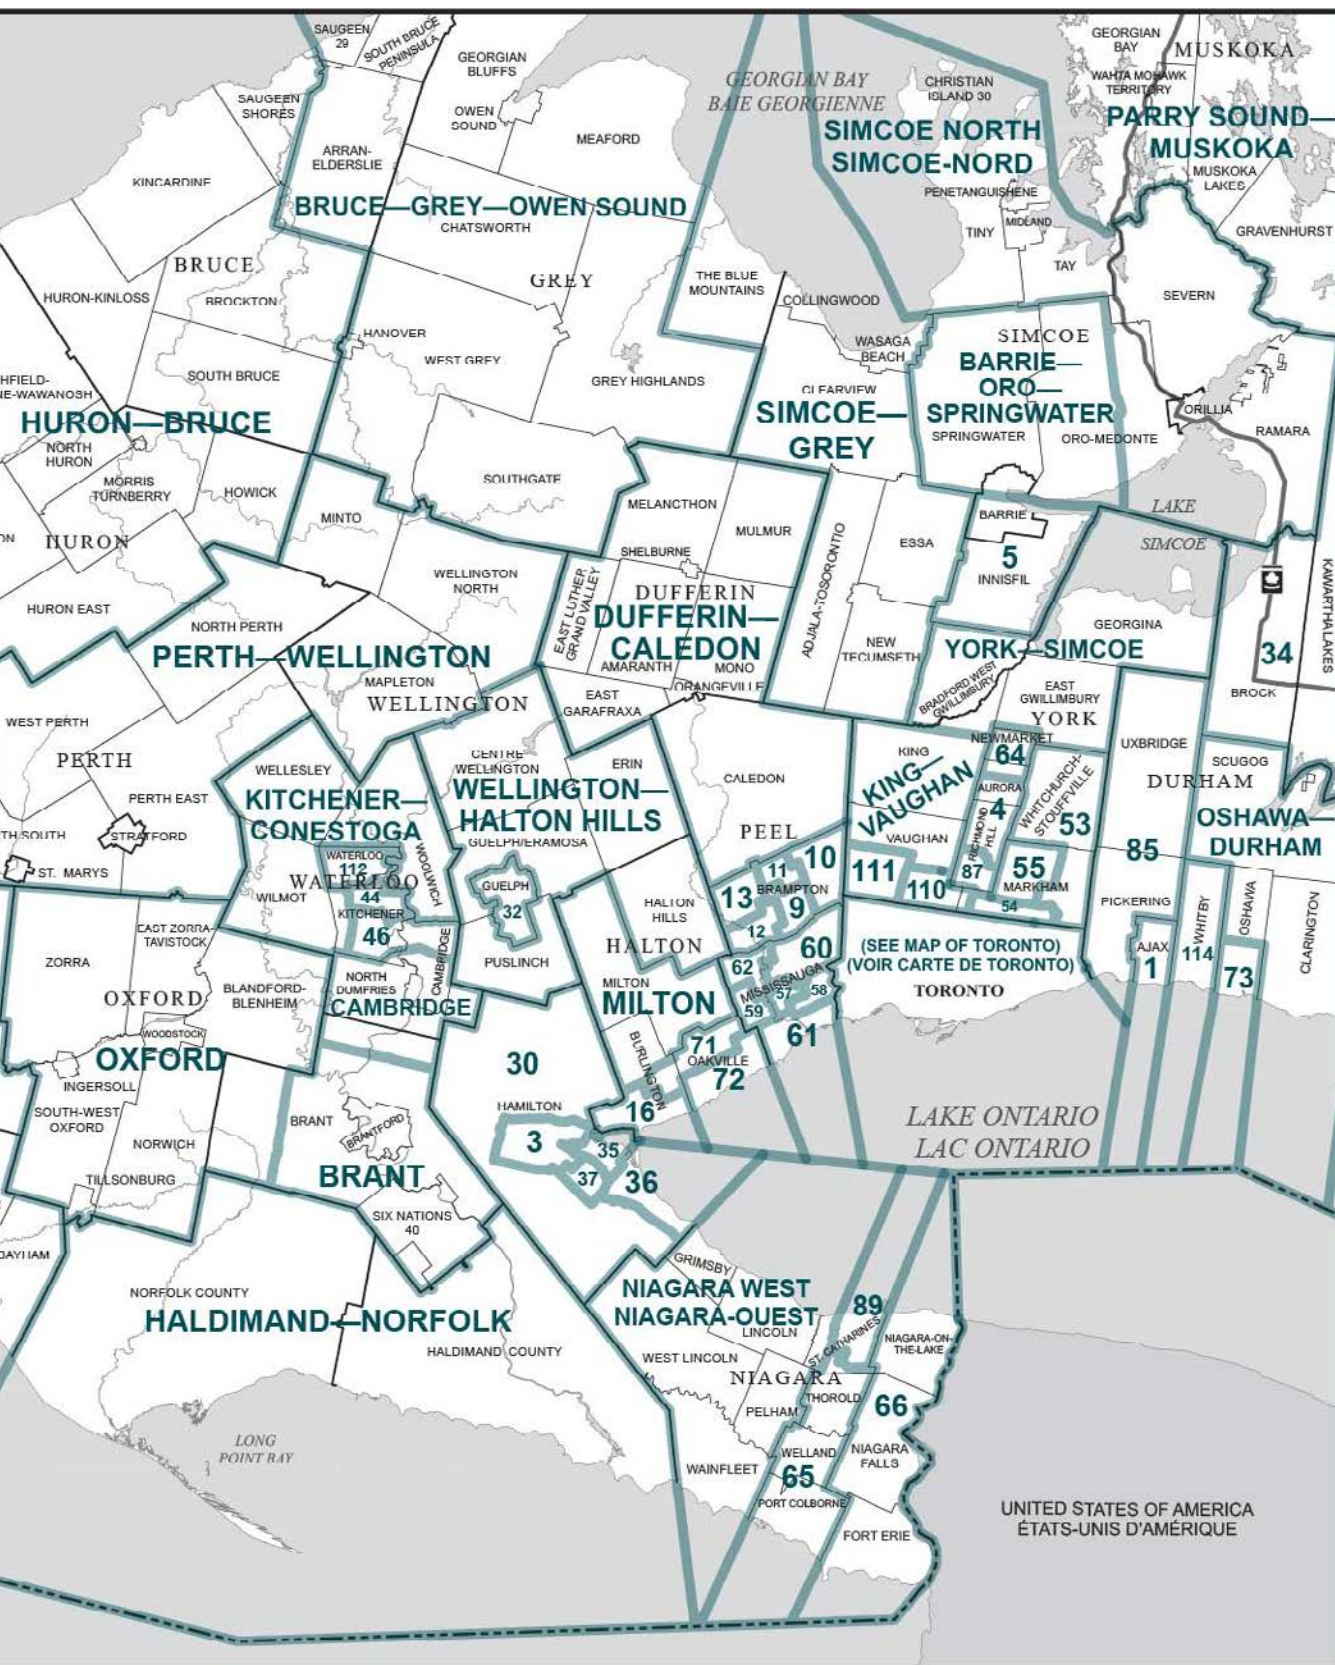 SAUGEEN
29
SOUTH BRUCE
PENINSULA
GEORGIAN
BLUFFS
SAUGEEN
SHORES
OWEN
SOUND
MEAFORD
ARRAN-
ELDERSLIE
KINCARDINE
GEORGIAN BAY
BAIE GEORGIENNE
CHRISTIAN
ISLAND 30
GEORGIAN
BAY
MUSKOKA
WAHTA MOHAWK
TERRITORY
PARRY SOUND—
MUSKOKA
MUSKOKA
LAKES
GRAVENHURST
SIMCOE NORTH
SIMCOE-NORD
PENETANGUISHENE
MIDLAND
TINY
TAY
SEVERN
BRUCE—GREY—OWEN SOUND
CHATSWORTH
BRUCE
GREY
HURON-KINLOSS
BROCKTON
THE BLUE
MOUNTAINS
COLLINGWOOD
HANOVER
WEST GREY
WASAGA
BEACH
SIMCOE
BARRIE—
ORO—
SPRINGWATER
SOUTH BRUCE
GREY HIGHLANDS
CLEARVIEW
HFIELD-
NE-WAWANOSH
HURON—BRUCE
SIMCOE—
GREY
SPRINGWATER
ORO-MEDONTE
ORILLIA
RAMARA
NORTH
HURON
MORRIS
TURNBERRY
HOWICK
SOUTHGATE
MELANCTHON
MULMUR
MINTO
BARRIE
LAKE
SIMCOE
ON
HURON
ESSA
5
INNISFIL
SHELBURNE
ADJALA-TOSORONTIO
KAWARTHA LAKES
WELLINGTON
NORTH
EAST LUTHER
GRAND VALLEY
DUFFERIN
DUFFERIN—
CALEDON
HURON EAST
NORTH PERTH
GEORGINA
NEW
TECUMSETH
YORK—SIMCOE
34
PERTH—WELLINGTON
AMARANTH
MONO
ORANGEVILLE
MAPLETON
WELLINGTON
EAST
GARAFRAXA
BRADFORD WEST
GWILLIMBURY
EAST
GWILLIMBURY
YORK
BROCK
WEST PERTH
PERTH
WELLESLEY
CENTRE
WELLINGTON
ERIN
CALEDON
KING
KING—
VAUGHAN
NEWMARKET
64
UXBRIDGE
SCUGOG
DURHAM
PERTH EAST
KITCHENER—
CONESTOGA
WELLINGTON—
HALTON HILLS
AURORA
4
WHITCHURCH-
STOUFFVILLE
53
OSHAWA—
DURHAM
TH SOUTH
STRATFORD
GUELPH/ERAMOSA
PEEL
VAUGHAN
RICHMOND
HILL
85
ST. MARYS
WATERLOO
112
WOOLWICH
WATERLOO
GUELPH
32
10
11
13
BRAMPTON
9
12
111
110
87
55
MARKHAM
54
WILMOT
44
KITCHENER
46
HALTON
HILLS
PICKERING
EAST ZORRA-
TAVISTOCK
ZORRA
CAMBRIDGE
PUSLINCH
HALTON
60
62
MISSISSAUGA
57
58
59
61
(SEE MAP OF TORONTO)
(VOIR CARTE DE TORONTO)
TORONTO
AJAX
1
WHITBY
114
OSHAWA
73
CLARINGTON
NORTH
DUMFRIES
CAMBRIDGE
BLANDFORD-
BLENHEIM
OXFORD
MILTON
MILTON
WOODSTOCK
OXFORD
BURLINGTON
71
OAKVILLE
72
INGERSOLL
30
SOUTH-WEST
OXFORD
HAMILTON
16
BRANT
BRANTFORD
NORWICH
3
35
37
36
LAKE ONTARIO
LAC ONTARIO
BRANT
TILLSONBURG
SIX NATIONS
40
BAYHAM
GRIMSBY
NORFOLK COUNTY
HALDIMAND—NORFOLK
HALDIMAND COUNTY
NIAGARA WEST
NIAGARA-OUEST
89
LINCOLN
ST. CATHARINES
NIAGARA-ON-
THE-LAKE
WEST LINCOLN
NIAGARA
PELHAM
THOROLD
66
LONG
POINT BAY
WAINFLEET
WELLAND
65
NIAGARA
FALLS
PORT COLBORNE
FORT ERIE
UNITED STATES OF AMERICA
ÉTATS-UNIS D'AMÉRIQUE